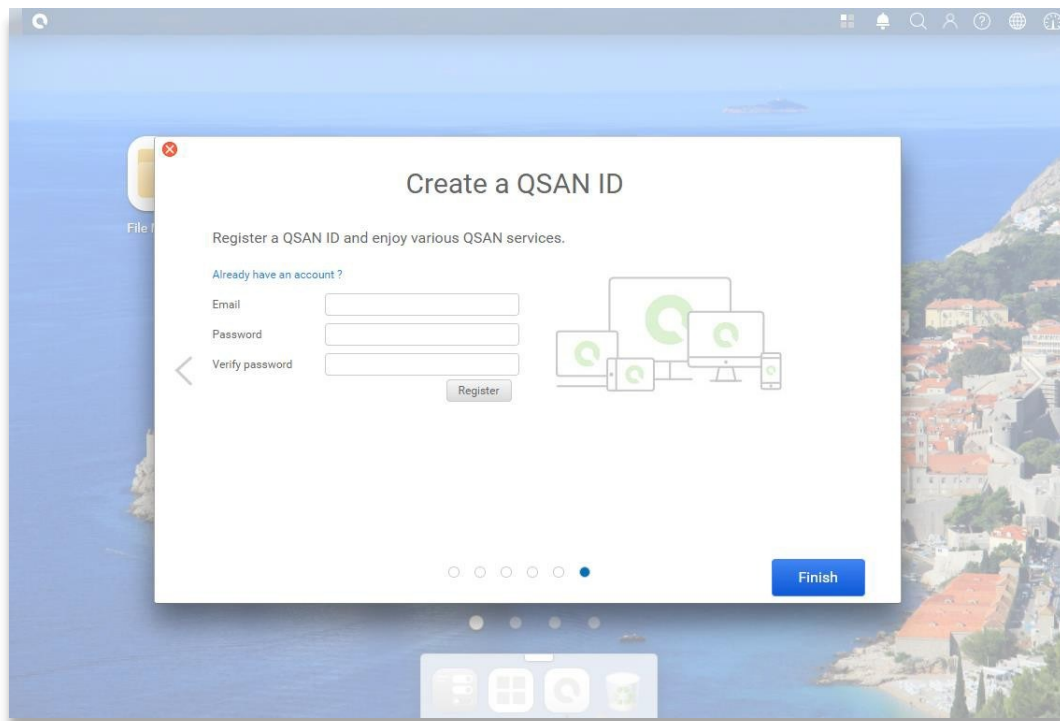 Create a QSAN ID
File
Register a QSAN ID and enjoy various QSAN services.
Already have an account ?
Email
Password
Verify password
Register
Finish